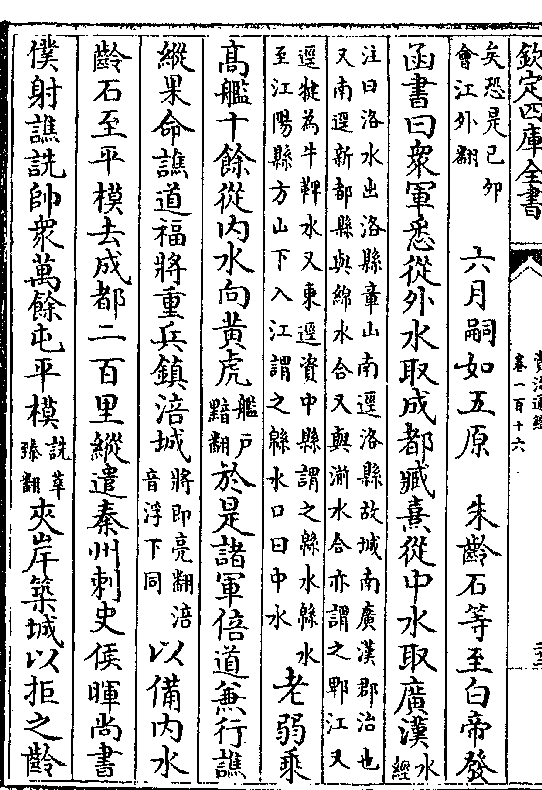 欽定四庫全書
卷一百十六
矣恐是己卯
會江外翻
六月嗣如五原　朱齡石等至白帝發
函書曰衆軍悉從外水取成都臧熹從中水取廣漢水
經
注曰洛水出洛縣章山南逕洛縣故城南廣漢郡治也
又南逕新都縣與綿水合又與湔水合亦謂之郫江又
逕犍為牛鞞水又東逕資中縣謂之緜水緜水
至江陽縣方山下入江謂之緜水口曰中水
老弱乘
高艦十餘從内水向黃虎
艦戸
黯翻
於是諸軍倍道兼行譙
縱果命譙道福將重兵鎮涪城
將即亮翻涪
音浮下同
以備内水
齡石至平模去成都二百里縱遣秦州刺史侯暉尚書
僕射譙詵帥衆萬餘屯平模
詵莘
臻翻
夾岸築城以拒之齡